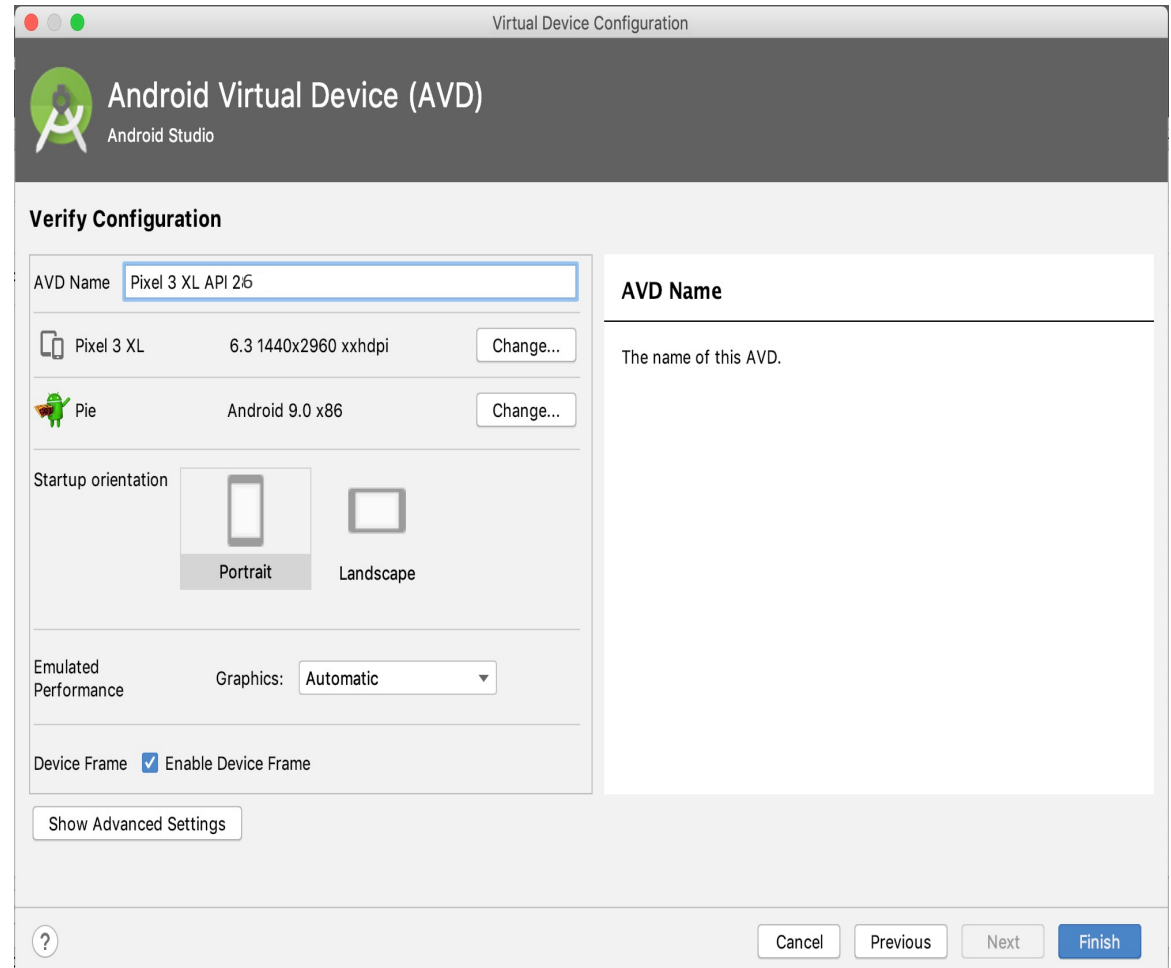 Virtual Device Configuration
Android Virtual Device (AVD)
Android Studio
Verify Configuration
AVD Name Pixel 3 XL API 26
Pixel 3 XL 6.3 1440x2960 xxhdpi Change...
Pie Android 9.0 x86 Change...
Startup orientation
Portrait Landscape
Emulated
Performance
Graphics: Automatic
Device Frame Enable Device Frame
Show Advanced Settings
AVD Name
The name of this AVD.
? Cancel Previous Next Finish